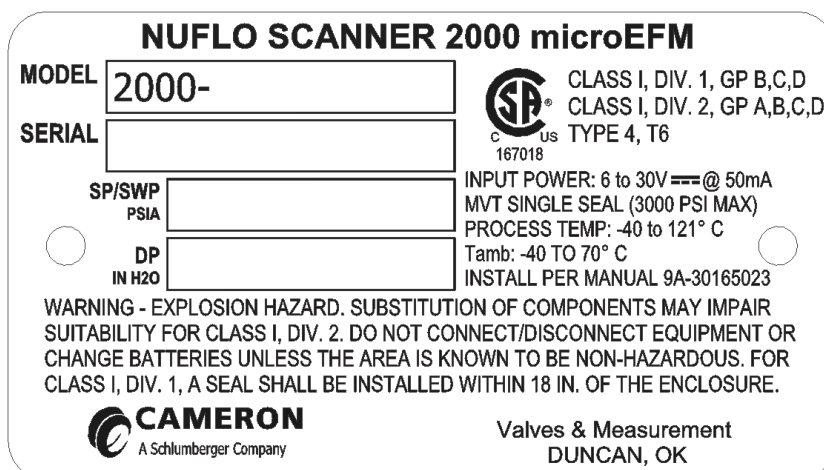 NUFLO SCANNER 2000 microEFM
MODEL 2000-
SERIAL
SP/SWP
PSIA
DP
IN H2O
CSA ®
C US
167018
CLASS I, DIV. 1, GP B,C,D
CLASS I, DIV. 2, GP A,B,C,D
TYPE 4, T6
INPUT POWER: 6 to 30V ⎓ @ 50mA
MVT SINGLE SEAL (3000 PSI MAX)
PROCESS TEMP: -40 to 121° C
Tamb: -40 TO 70° C
INSTALL PER MANUAL 9A-30165023
WARNING - EXPLOSION HAZARD. SUBSTITUTION OF COMPONENTS MAY IMPAIR
SUITABILITY FOR CLASS I, DIV. 2. DO NOT CONNECT/DISCONNECT EQUIPMENT OR
CHANGE BATTERIES UNLESS THE AREA IS KNOWN TO BE NON-HAZARDOUS. FOR
CLASS I, DIV. 1, A SEAL SHALL BE INSTALLED WITHIN 18 IN. OF THE ENCLOSURE.
CAMERON
A Schlumberger Company
Valves & Measurement
DUNCAN, OK